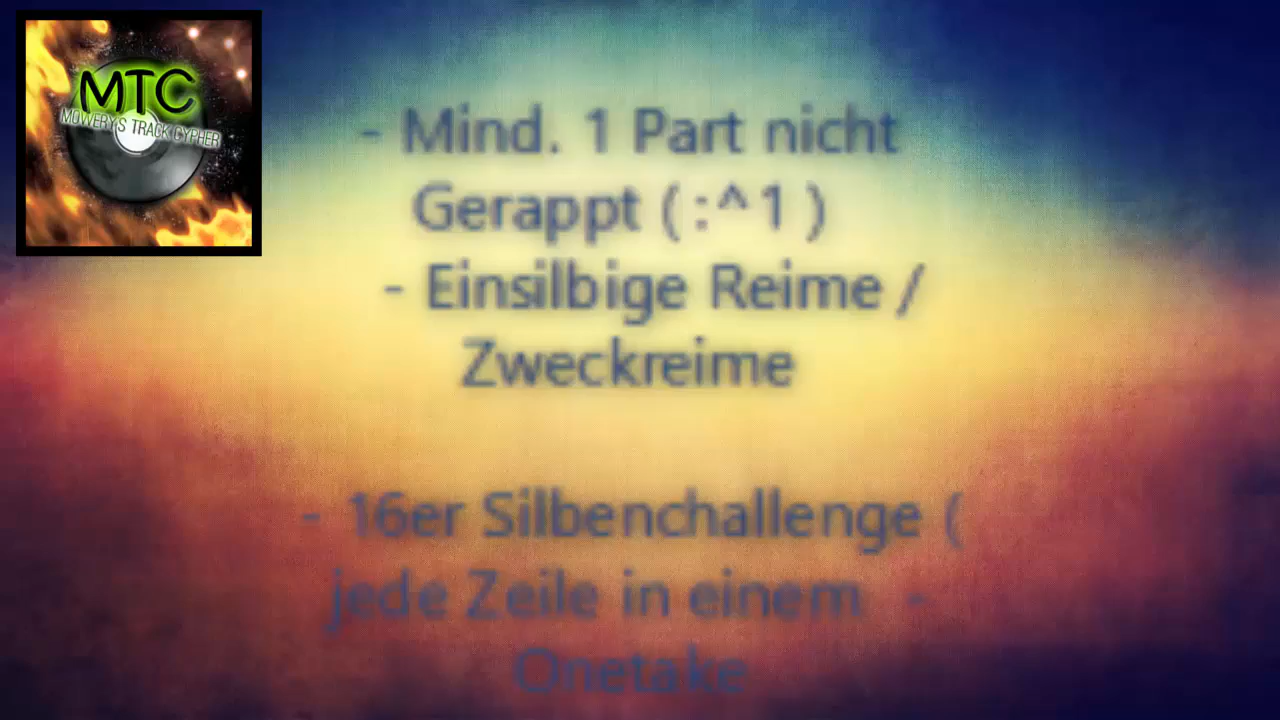 MTC
MOWERY'S TRACK CYPHER
- Mind. 1 Part nicht
Gerappt ( :^1 )
- Einsilbige Reime /
Zweckreime
- 16er Silbenchallenge (
jede Zeile in einem -
Onetake